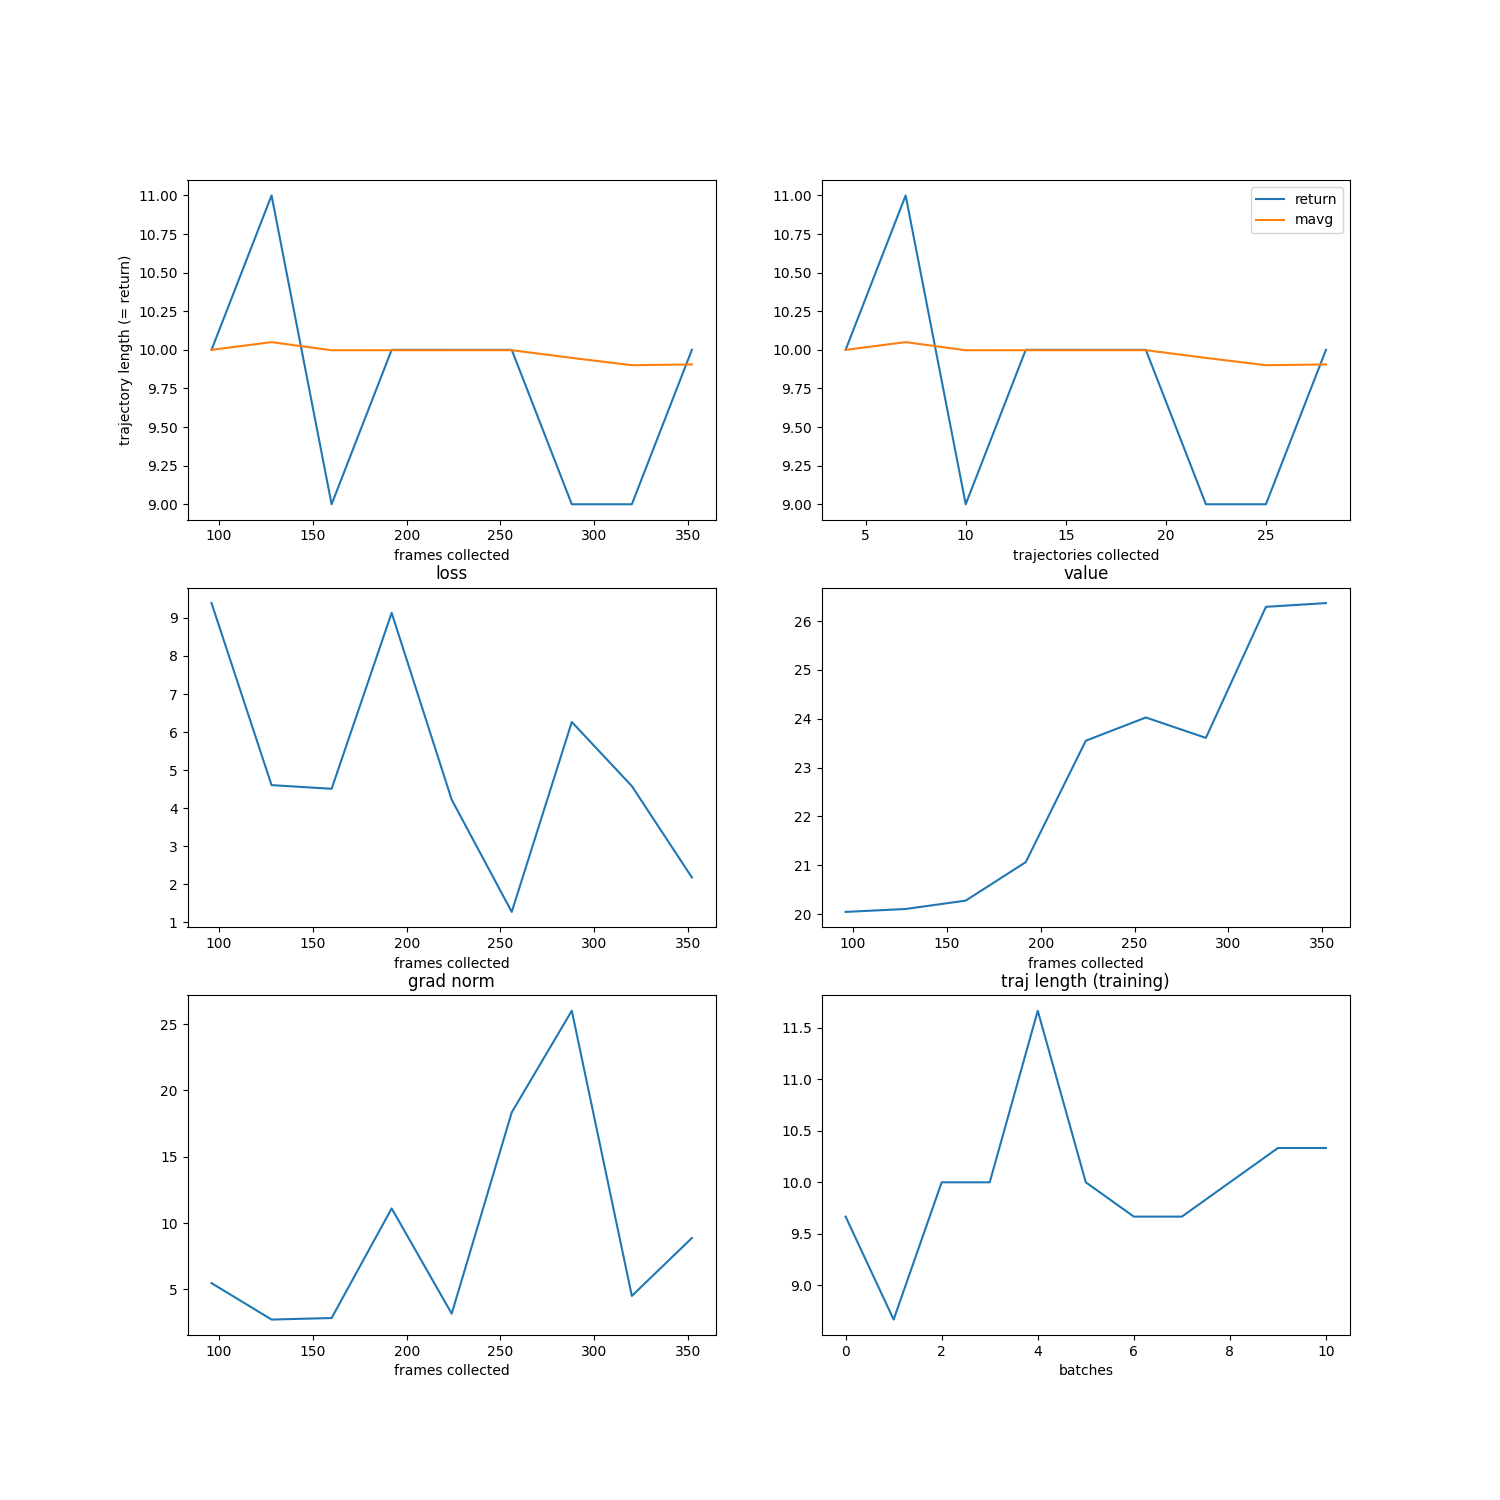 11.00
10.75
10.50
10.25
10.00
9.75
9.50
9.25
9.00
trajectory length (= return)
100 150 200 250 300 350
frames collected
11.00
10.75
10.50
10.25
10.00
9.75
9.50
9.25
9.00
return
mavg
5 10 15 20 25
trajectories collected
loss
9
8
7
6
5
4
3
2
1
100 150 200 250 300 350
frames collected
value
26
25
24
23
22
21
20
100 150 200 250 300 350
frames collected
grad norm
25
20
15
10
5
100 150 200 250 300 350
frames collected
traj length (training)
11.5
11.0
10.5
10.0
9.5
9.0
0 2 4 6 8 10
batches